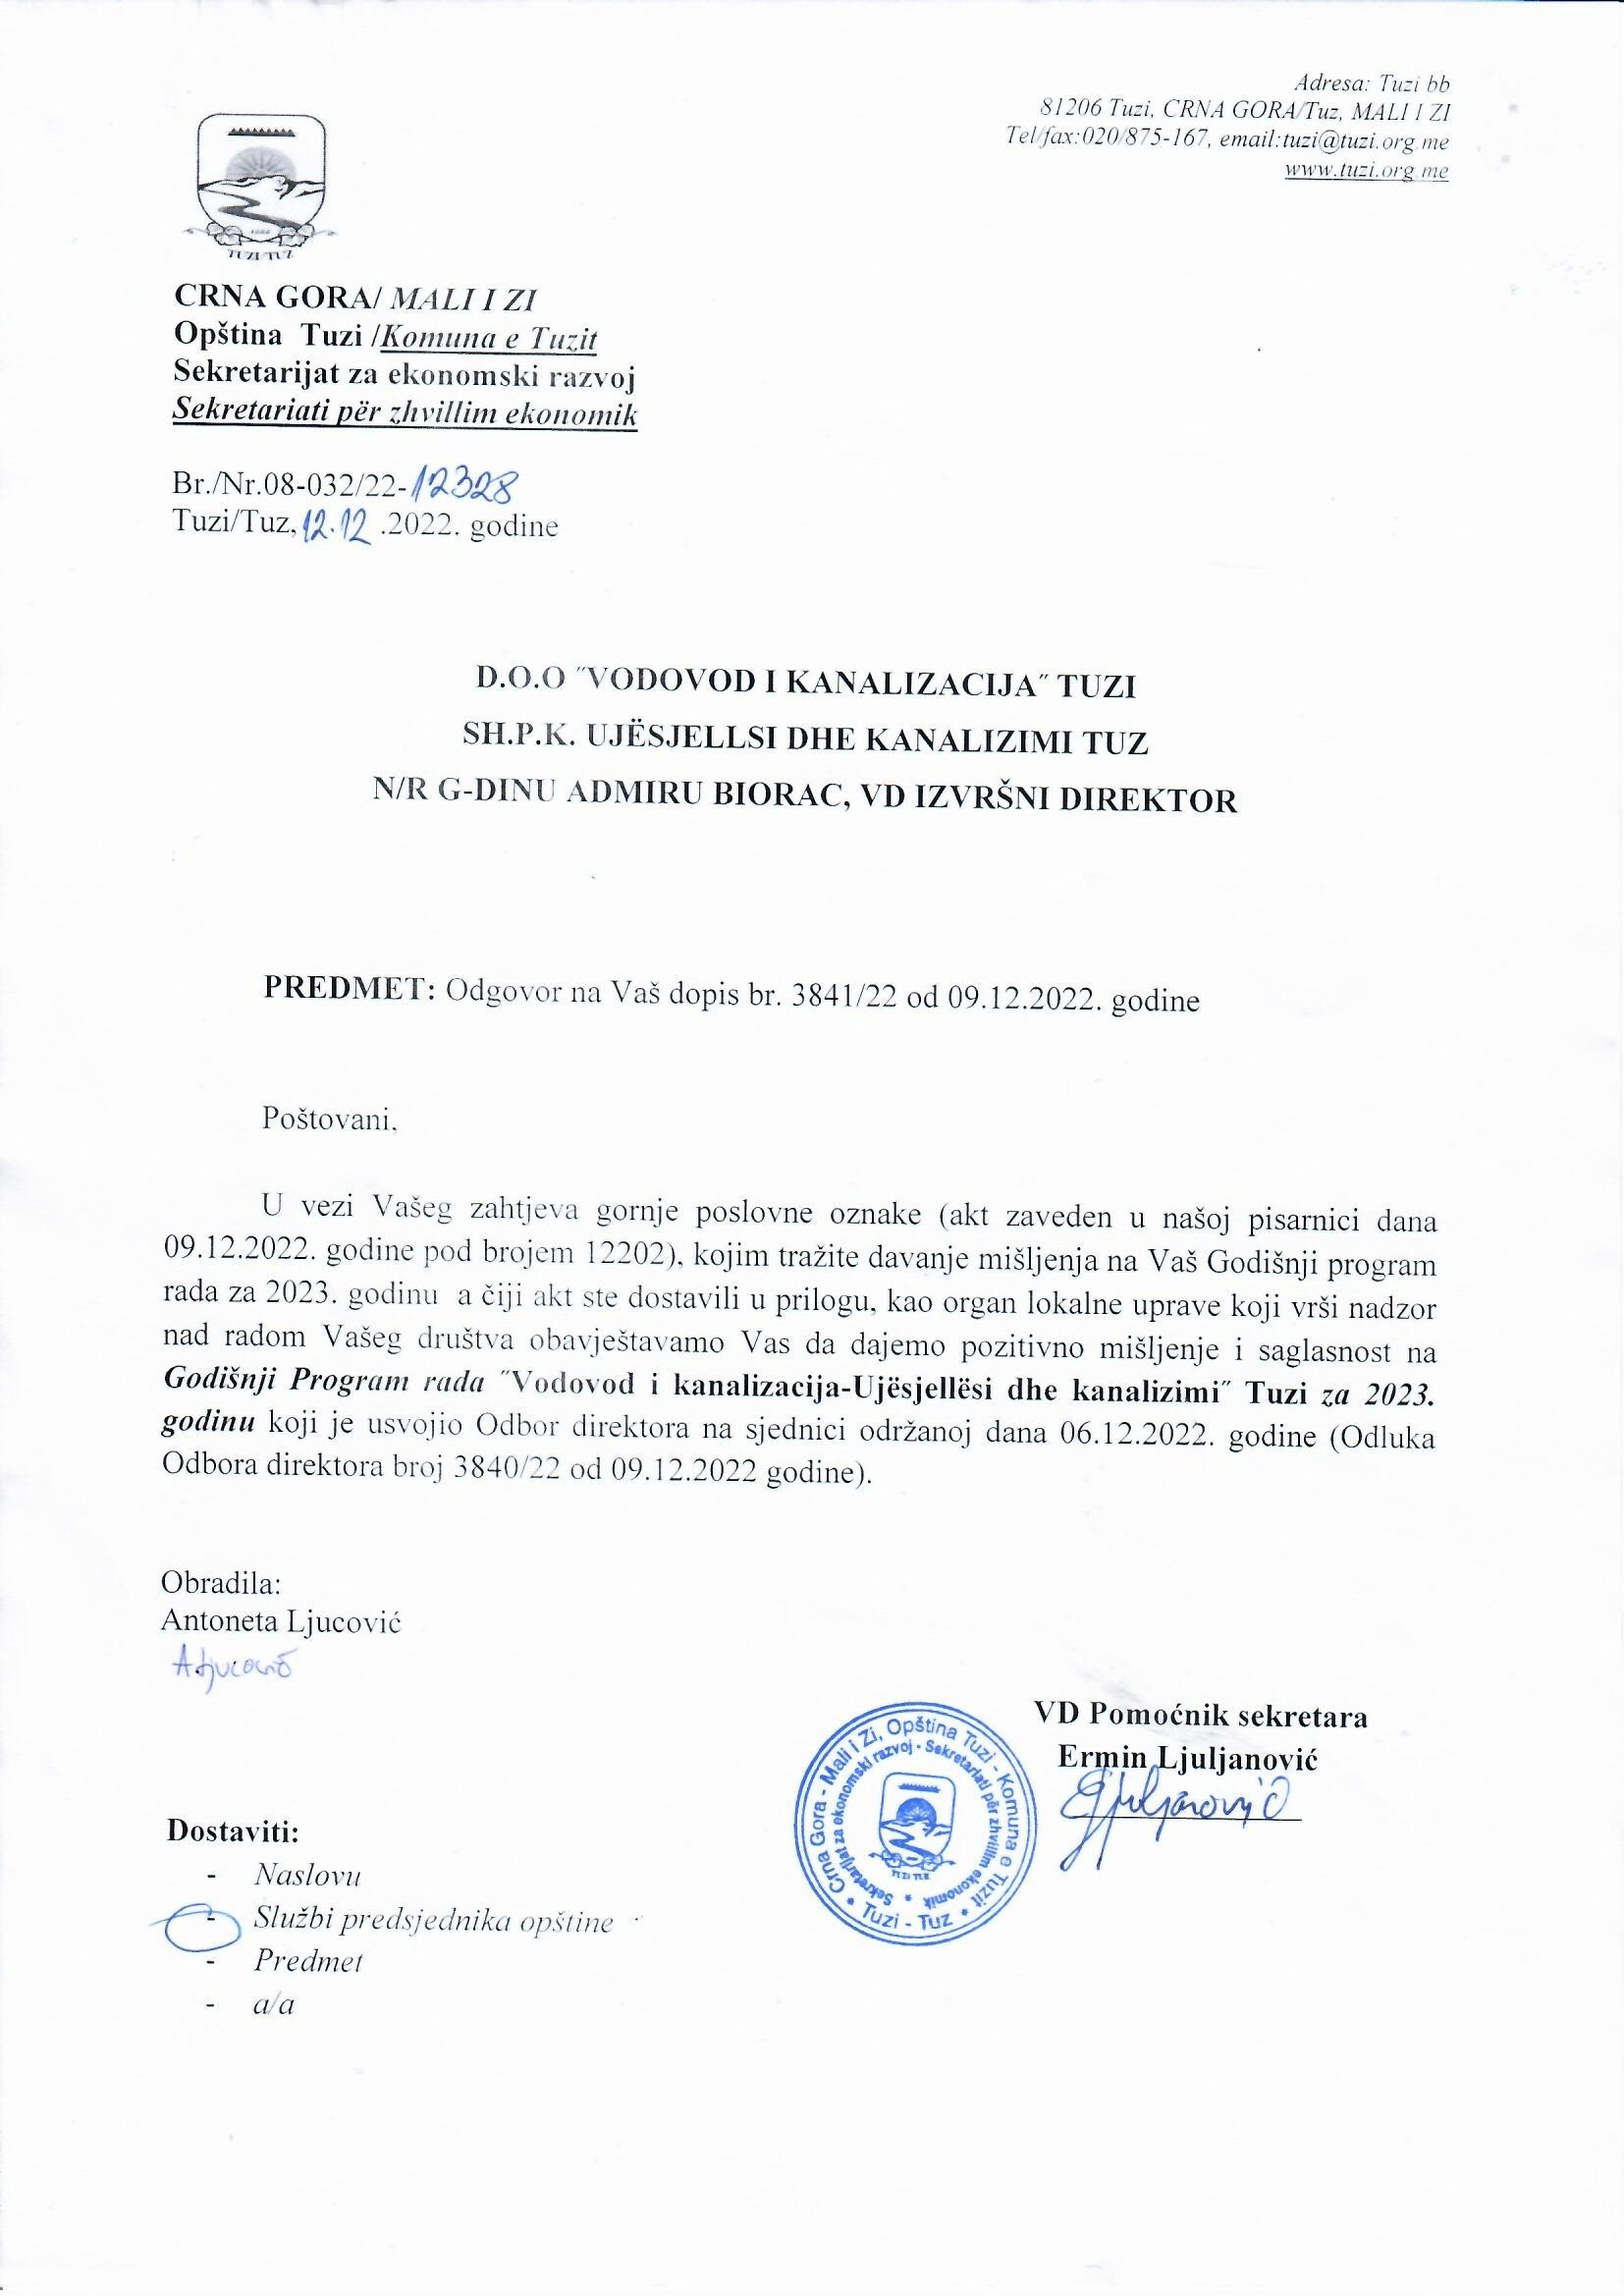 Adresa: Tuzi bb
81206 Tuzi, CRNA GORA/Tuz, MALI I ZI
Tel/fax:020/875-167, email:tuzi@tuzi.org.me
www.tuzi.org.me
TUZI/TUZ
CRNA GORA/ MALI I ZI
Opština Tuzi /Komuna e Tuzit
Sekretarijat za ekonomski razvoj
Sekretariati për zhvillim ekonomik
Br./Nr.08-032/22-12328
Tuzi/Tuz,12.12 .2022. godine
D.O.O ˝VODOVOD I KANALIZACIJA˝ TUZI
SH.P.K. UJËSJELLSI DHE KANALIZIMI TUZ
N/R G-DINU ADMIRU BIORAC, VD IZVRŠNI DIREKTOR
PREDMET: Odgovor na Vaš dopis br. 3841/22 od 09.12.2022. godine
Poštovani,
U vezi Vašeg zahtjeva gornje poslovne oznake (akt zaveden u našoj pisarnici dana
09.12.2022. godine pod brojem 12202), kojim tražite davanje mišljenja na Vaš Godišnji program
rada za 2023. godinu a čiji akt ste dostavili u prilogu, kao organ lokalne uprave koji vrši nadzor
nad radom Vašeg društva obavještavamo Vas da dajemo pozitivno mišljenje i saglasnost na
Godišnji Program rada ˝Vodovod i kanalizacija-Ujësjellësi dhe kanalizimi˝ Tuzi za 2023.
godinu koji je usvojio Odbor direktora na sjednici održanoj dana 06.12.2022. godine (Odluka
Odbora direktora broj 3840/22 od 09.12.2022 godine).
Obradila:
Antoneta Ljucović
ALjucović
VD Pomoćnik sekretara
Ermin Ljuljanović
Crna Gora - Mali i Zi, Opština Tuzi - Komuna e Tuzit
Sekretarijat za ekonomski razvoj - Sekretariati për zhvillim ekonomik
Tuzi - Tuz
Dostaviti:
- Naslovu
- Službi predsjednika opštine
- Predmet
- a/a